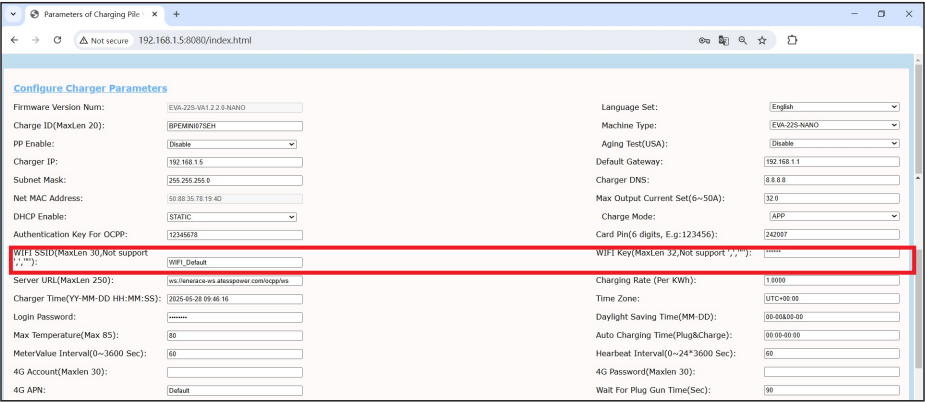 Parameters of Charging Pile
Not secure 192.168.1.5:8080/index.html
Configure Charger Parameters
Firmware Version Num: EVA-22S-VA1.2.2.0-NANO Language Set: English
Charge ID(MaxLen 20): BPEMINI07SEH Machine Type: EVA-22S-NANO
PP Enable: Disable Aging Test(USA): Disable
Charger IP: 192.168.1.5 Default Gateway: 192.168.1.1
Subnet Mask: 255.255.255.0 Charger DNS: 8.8.8.8
Net MAC Address: 50:88:35:78:19:4D Max Output Current Set(6~50A): 32.0
DHCP Enable: STATIC Charge Mode: APP
Authentication Key For OCPP: 12345678 Card Pin(6 digits, E.g:123456): 242007
WIFI SSID(MaxLen 30,Not support
',','"'): WIFI_Default WIFI Key(MaxLen 32,Not support ',','"'): ••••••
Server URL(MaxLen 250): ws://enerace-ws.atesspower.com/ocpp/ws Charging Rate (Per KWh): 1.0000
Charger Time(YY-MM-DD HH:MM:SS): 2025-05-28 09:46:16 Time Zone: UTC+00:00
Login Password: •••••••• Daylight Saving Time(MM-DD): 00-00&00-00
Max Temperature(Max 85): 80 Auto Charging Time(Plug&Charge): 00:00-00:00
MeterValue Interval(0~3600 Sec): 60 Hearbeat Interval(0~24*3600 Sec): 60
4G Account(Maxlen 30): 4G Password(Maxlen 30):
4G APN: Default Wait For Plug Gun Time(Sec): 90